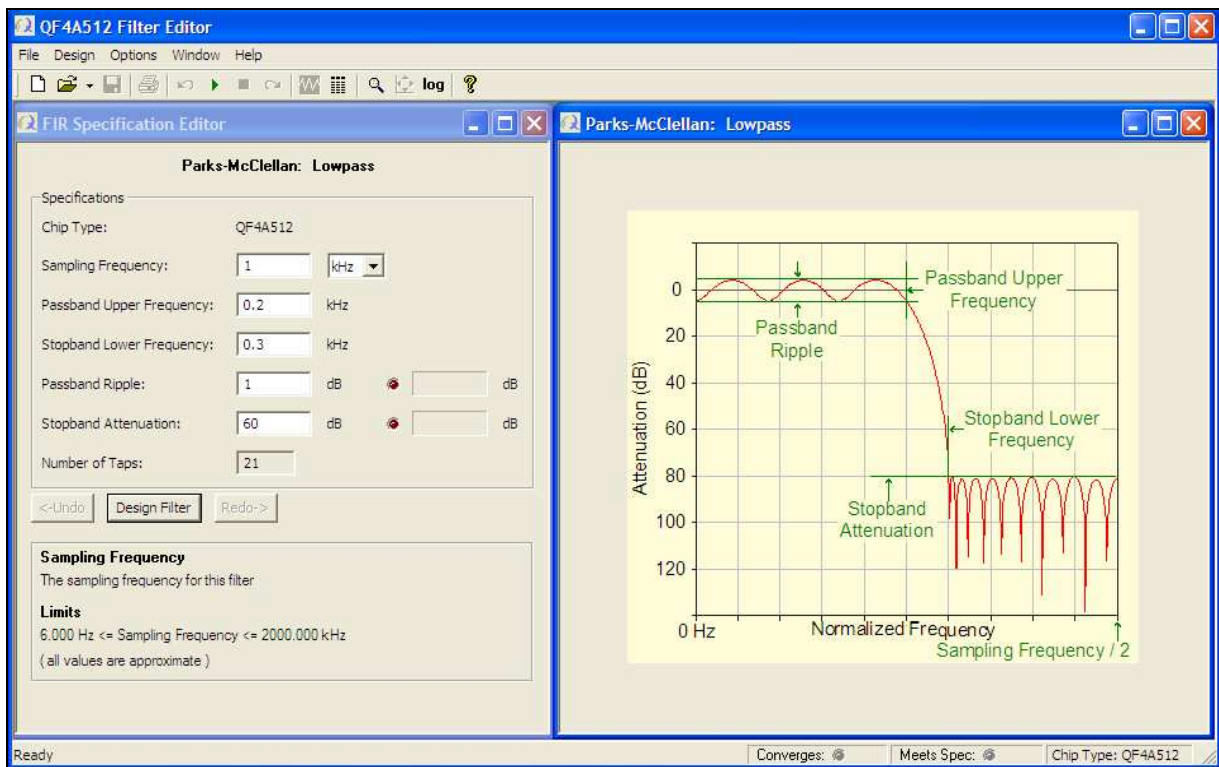 QF4A512 Filter Editor
File Design Options Window Help
log
FIR Specification Editor
Parks-McClellan: Lowpass
Specifications
Chip Type: QF4A512
Sampling Frequency: 1 kHz
Passband Upper Frequency: 0.2 kHz
Stopband Lower Frequency: 0.3 kHz
Passband Ripple: 1 dB dB
Stopband Attenuation: 60 dB dB
Number of Taps: 21
<-Undo Design Filter Redo->
Sampling Frequency
The sampling frequency for this filter
Limits
6.000 Hz <= Sampling Frequency <= 2000.000 kHz
( all values are approximate )
Parks-McClellan: Lowpass
Attenuation (dB)
0
20
40
60
80
100
120
Passband Upper
Frequency
Passband
Ripple
Stopband Lower
Frequency
Stopband
Attenuation
0 Hz Normalized Frequency
Sampling Frequency / 2
Ready Converges: Meets Spec: Chip Type: QF4A512